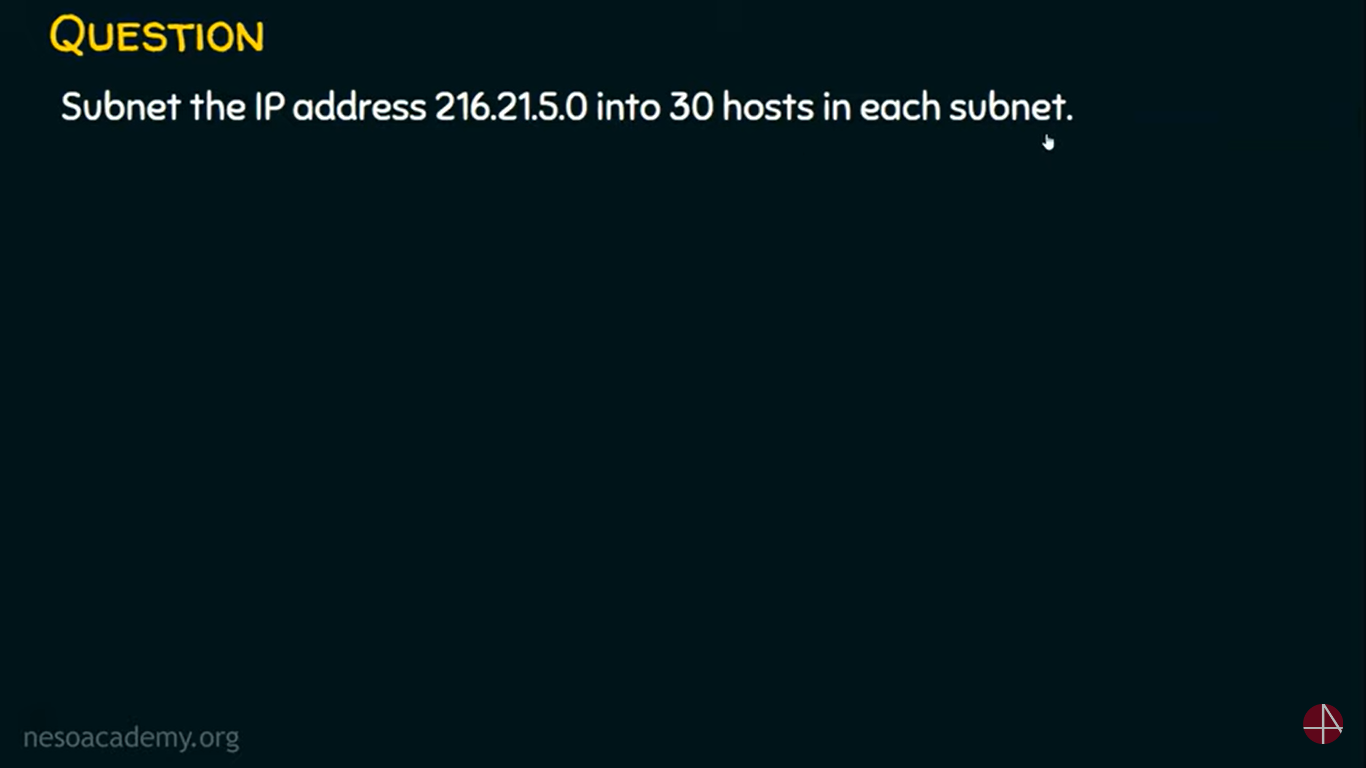 QUESTION
Subnet the IP address 216.21.5.0 into 30 hosts in each subnet.
nesoacademy.org